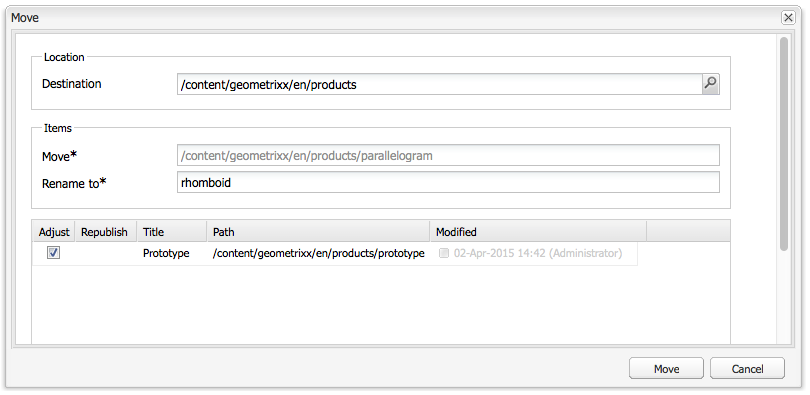 Move
Location
Destination /content/geometrixx/en/products
Items
Move* /content/geometrixx/en/products/parallelogram
Rename to* rhomboid
Adjust Republish Title Path Modified
Prototype /content/geometrixx/en/products/prototype 02-Apr-2015 14:42 (Administrator)
Move Cancel